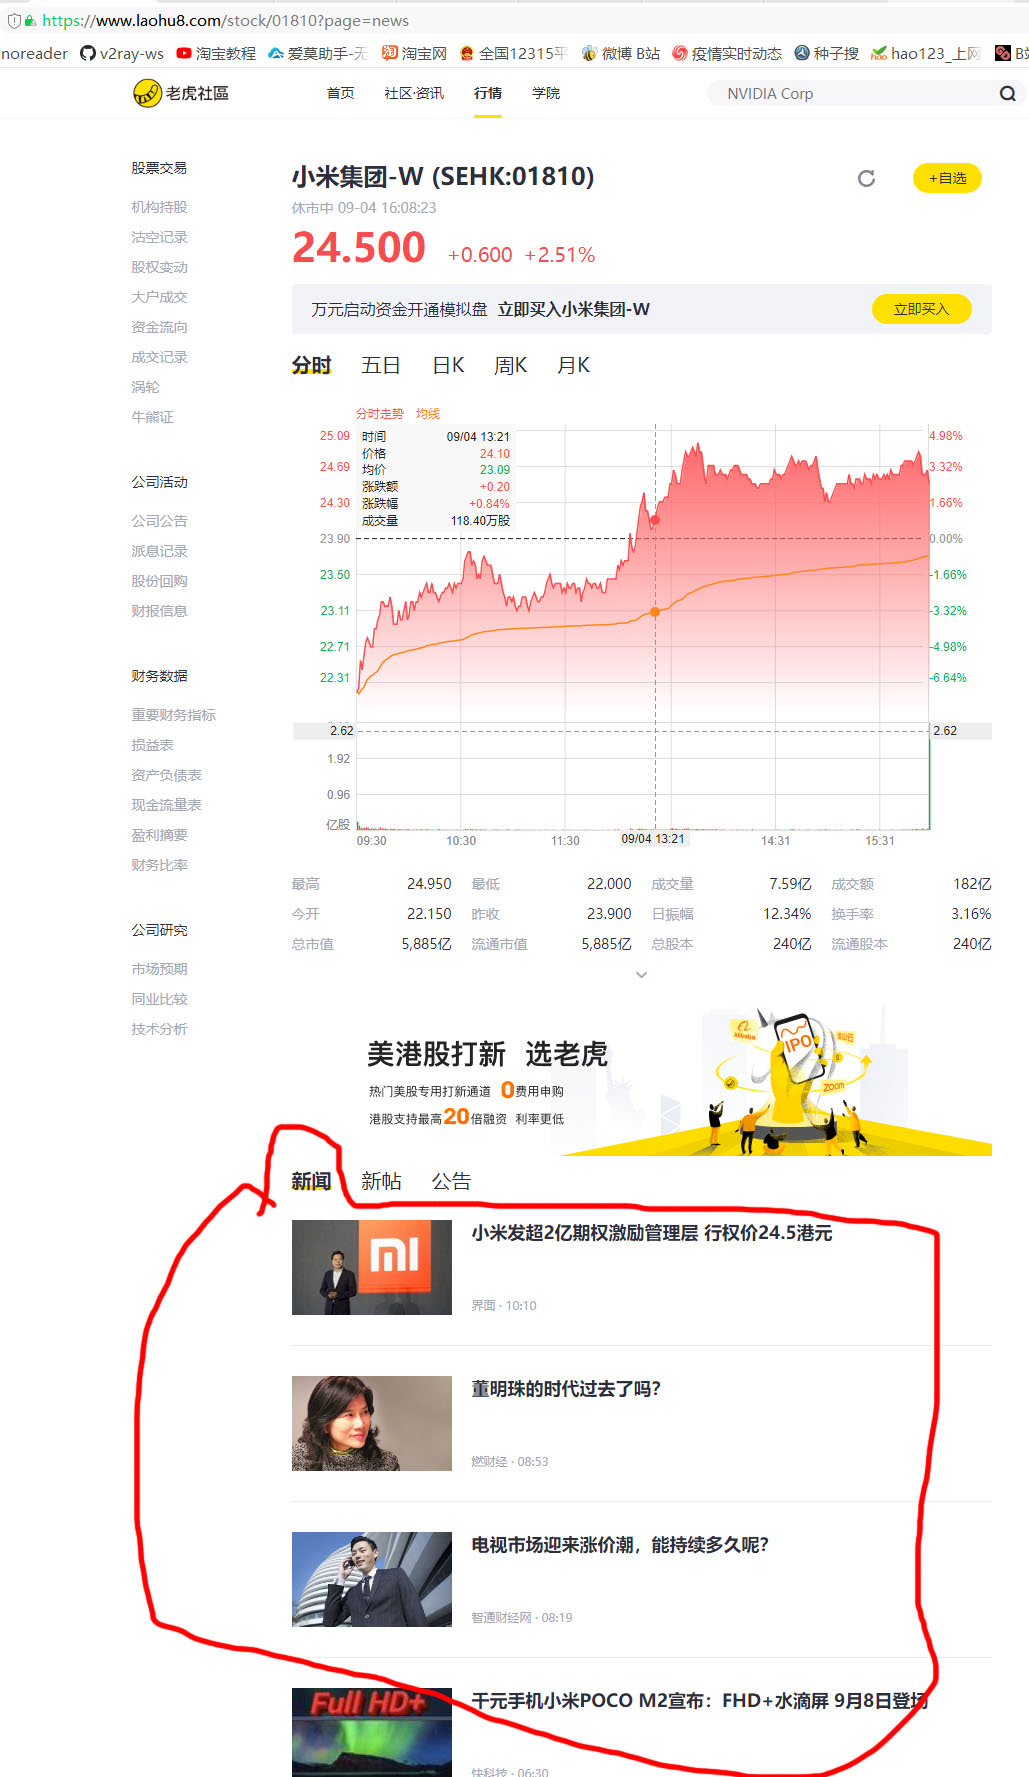 https://www.laohu8.com/stock/01810?page=news
noreader v2ray-ws 淘宝教程 爱莫助手-无 淘宝网 全国12315平 微博 B站 疫情实时动态 种子搜 hao123_上网 B站
老虎社區 首页 社区·资讯 行情 学院 NVIDIA Corp
股票交易
机构持股
沽空记录
股权变动
大户成交
资金流向
成交记录
涡轮
牛熊证
公司活动
公司公告
派息记录
股份回购
财报信息
财务数据
重要财务指标
损益表
资产负债表
现金流量表
盈利摘要
财务比率
公司研究
市场预期
同业比较
技术分析
小米集团-W (SEHK:01810)
+自选
休市中 09-04 16:08:23
24.500 +0.600 +2.51%
万元启动资金开通模拟盘 立即买入小米集团-W 立即买入
分时 五日 日K 周K 月K
分时走势 均线
时间 09/04 13:21
价格 24.10
均价 23.09
涨跌额 +0.20
涨跌幅 +0.84%
成交量 118.40万股
25.09 4.98%
24.69 3.32%
24.30 1.66%
23.90 0.00%
23.50 -1.66%
23.11 -3.32%
22.71 -4.98%
22.31 -6.64%
2.62 2.62
1.92
0.96
亿股
09:30 10:30 11:30 09/04 13:21 14:31 15:31
最高 24.950 最低 22.000 成交量 7.59亿 成交额 182亿
今开 22.150 昨收 23.900 日振幅 12.34% 换手率 3.16%
总市值 5,885亿 流通市值 5,885亿 总股本 240亿 流通股本 240亿
美港股打新 选老虎
热门美股专用打新通道 0费用申购
港股支持最高20倍融资 利率更低
Alibaba
IPO
金山云
$
zoom
新闻 新帖 公告
mi
小米发超2亿期权激励管理层 行权价24.5港元
界面 · 10:10
董明珠的时代过去了吗？
燃财经 · 08:53
电视市场迎来涨价潮，能持续多久呢？
智通财经网 · 08:19
Full HD+
千元手机小米POCO M2宣布：FHD+水滴屏 9月8日登场
快科技 · 06:30